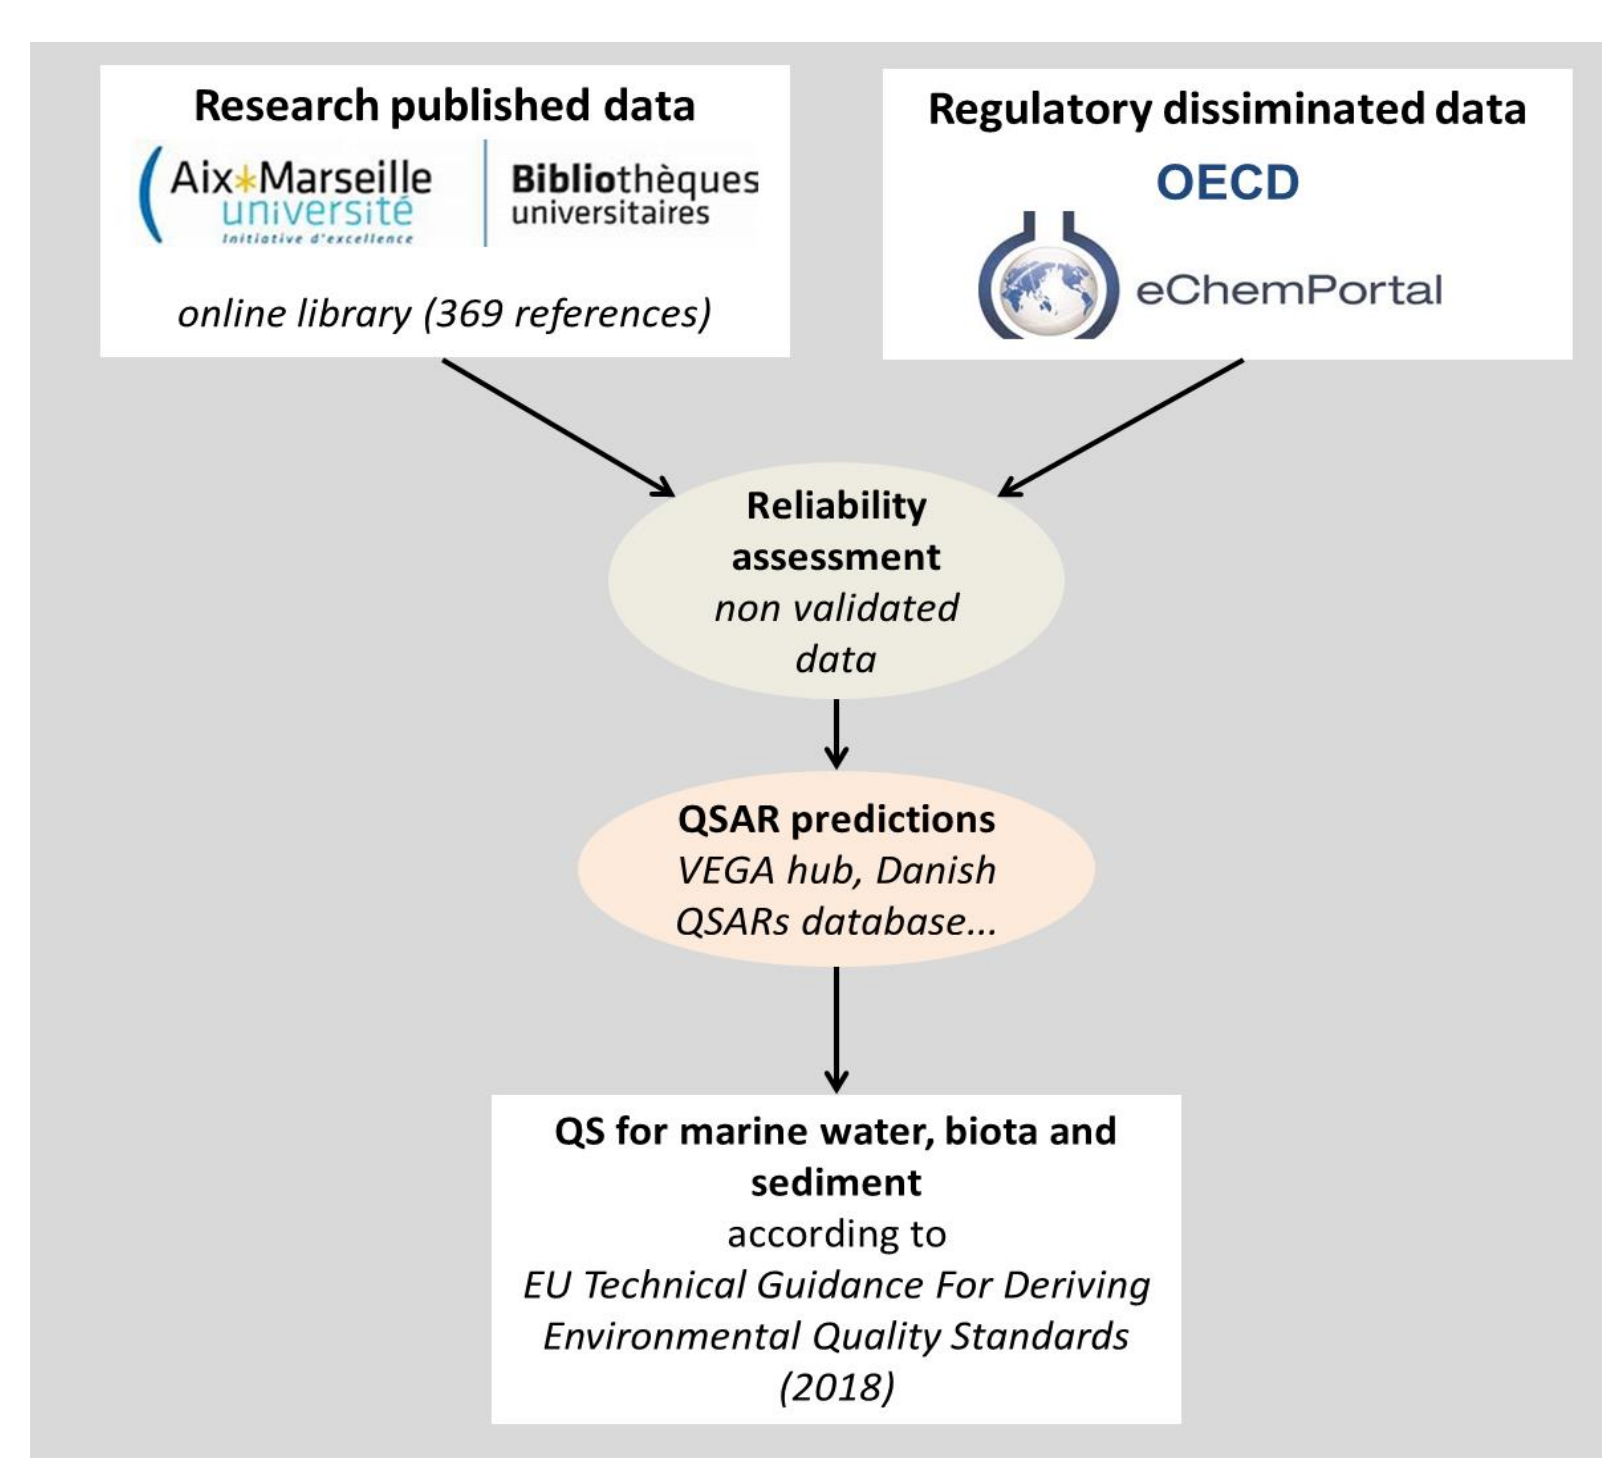 Research published data
Aix*Marseille
université
Initiative d'excellence
Bibliothèques
universitaires
online library (369 references)
Regulatory dissiminated data
OECD
eChemPortal
Reliability
assessment
non validated
data
QSAR predictions
VEGA hub, Danish
QSARs database...
QS for marine water, biota and
sediment
according to
EU Technical Guidance For Deriving
Environmental Quality Standards
(2018)